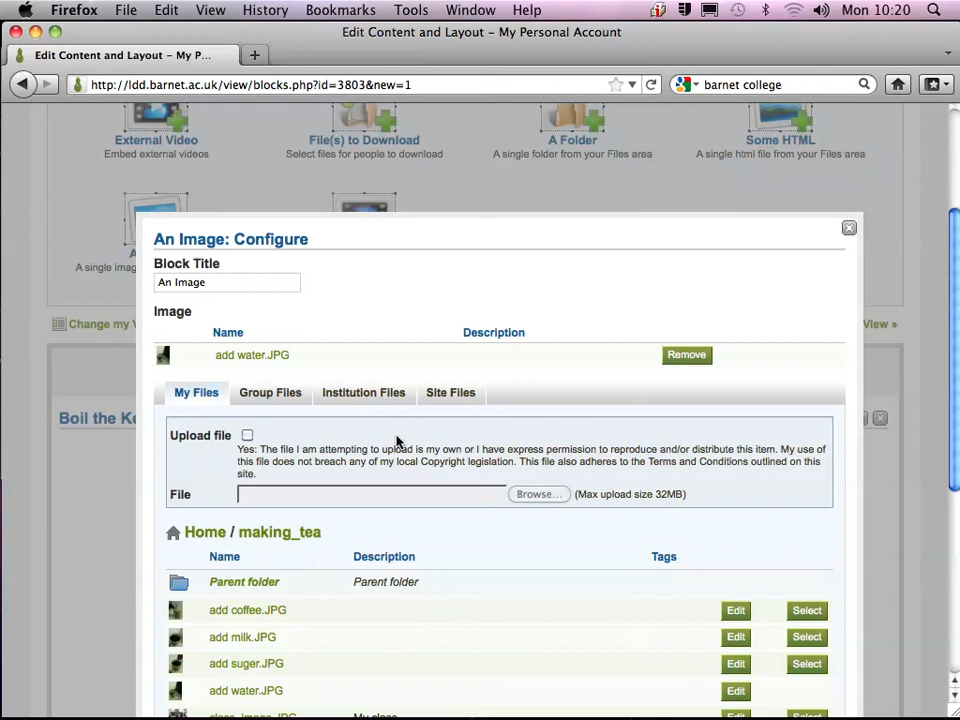 Firefox File Edit View History Bookmarks Tools Window Help Mon 10:20
Edit Content and Layout – My Personal Account
Edit Content and Layout – My P...
http://ldd.barnet.ac.uk/view/blocks.php?id=3803&new=1 barnet college
External Video File(s) to Download A Folder Some HTML
Embed external videos Select files for people to download A single folder from your Files area A single html file from your Files area
A
A single imag
Change my V View »
Boil the Ke
An Image: Configure
Block Title
An Image
Image
Name Description
add water.JPG Remove
My Files Group Files Institution Files Site Files
Upload file
Yes: The file I am attempting to upload is my own or I have express permission to reproduce and/or distribute this item. My use of
this file does not breach any of my local Copyright legislation. This file also adheres to the Terms and Conditions outlined on this
site.
File Browse... (Max upload size 32MB)
Home / making_tea
Name Description Tags
Parent folder Parent folder
add coffee.JPG Edit Select
add milk.JPG Edit Select
add suger.JPG Edit Select
add water.JPG Edit
class_image.JPG My class Edit Select